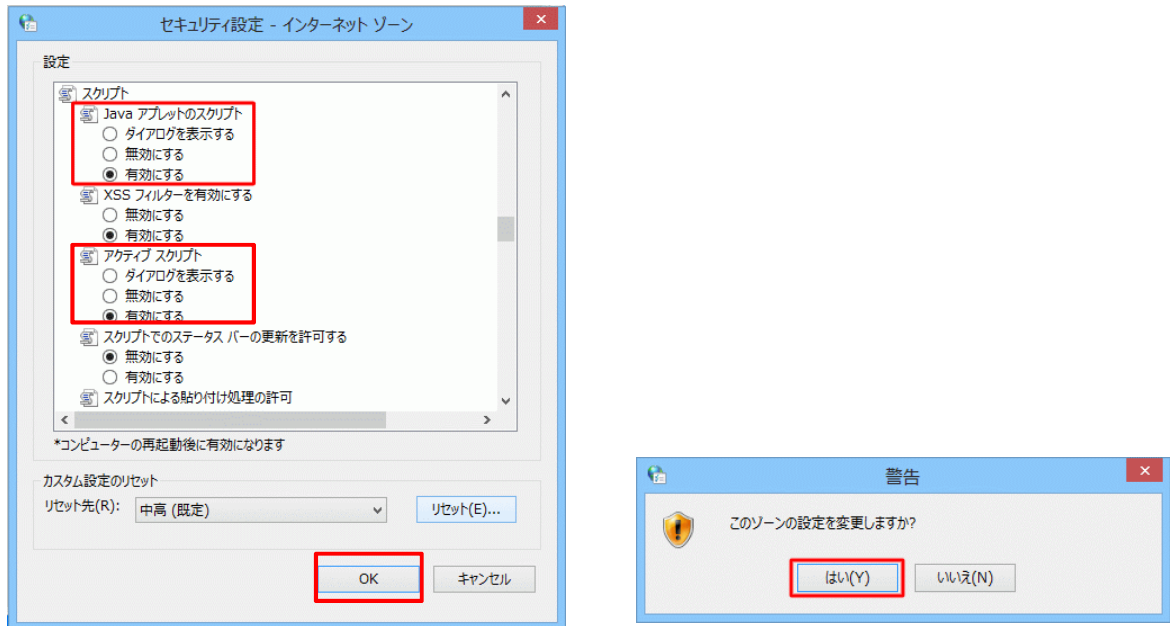 セキュリティ設定 - インターネット ゾーン
設定
スクリプト
Java アプレットのスクリプト
ダイアログを表示する
無効にする
有効にする
XSS フィルターを有効にする
無効にする
有効にする
アクティブ スクリプト
ダイアログを表示する
無効にする
有効にする
スクリプトでのステータス バーの更新を許可する
無効にする
有効にする
スクリプトによる貼り付け処理の許可
*コンピューターの再起動後に有効になります
カスタム設定のリセット
リセット先(R): 中高 (既定) リセット(E)...
OK キャンセル
警告
このゾーンの設定を変更しますか?
はい(Y) いいえ(N)